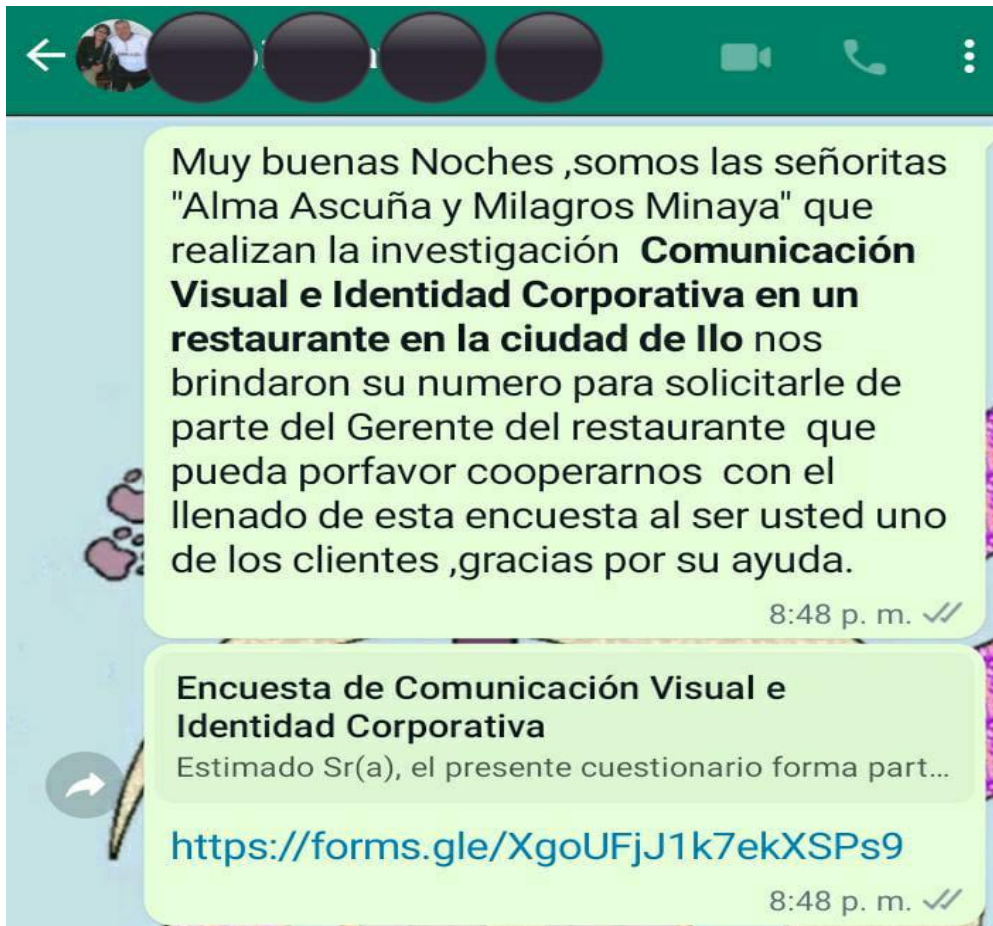 Muy buenas Noches ,somos las señoritas
"Alma Ascuña y Milagros Minaya" que
realizan la investigación Comunicación
Visual e Identidad Corporativa en un
restaurante en la ciudad de Ilo nos
brindaron su numero para solicitarle de
parte del Gerente del restaurante que
pueda porfavor cooperarnos con el
llenado de esta encuesta al ser usted uno
de los clientes ,gracias por su ayuda.
8:48 p. m.
Encuesta de Comunicación Visual e
Identidad Corporativa
Estimado Sr(a), el presente cuestionario forma part...
https://forms.gle/XgoUFjJ1k7ekXSPs9
8:48 p. m.